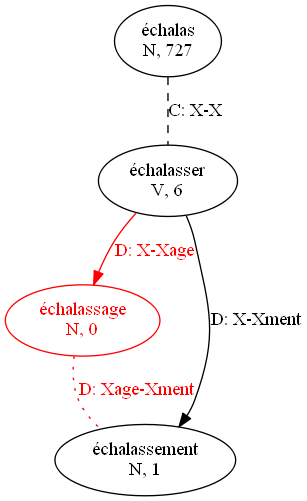 échalas
N, 727
C: X-X
échalasser
V, 6
D: X-Xage
échalassage
N, 0
D: X-Xment
D: Xage-Xment
échalassement
N, 1